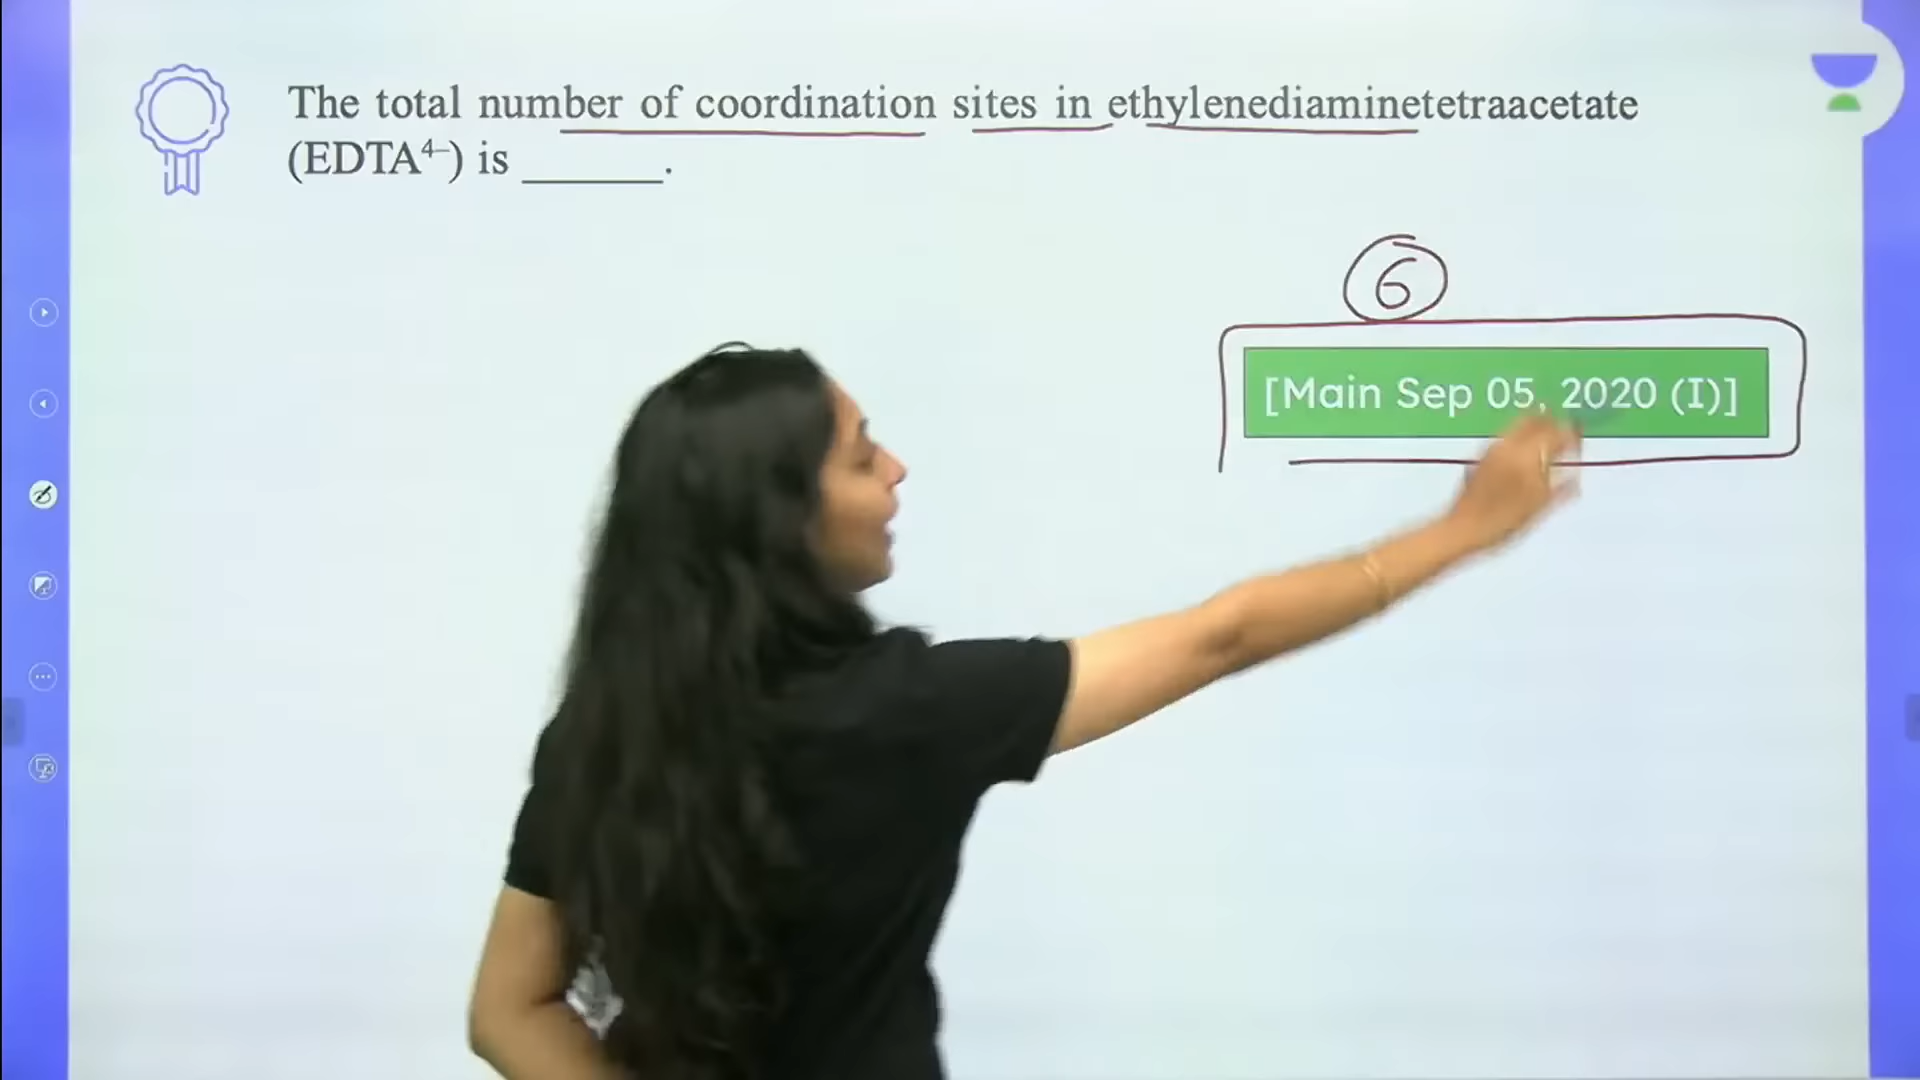 The total number of coordination sites in ethylenediaminetetraacetate
(EDTA⁴⁻) is ______.
6
[Main Sep 05, 2020 (I)]